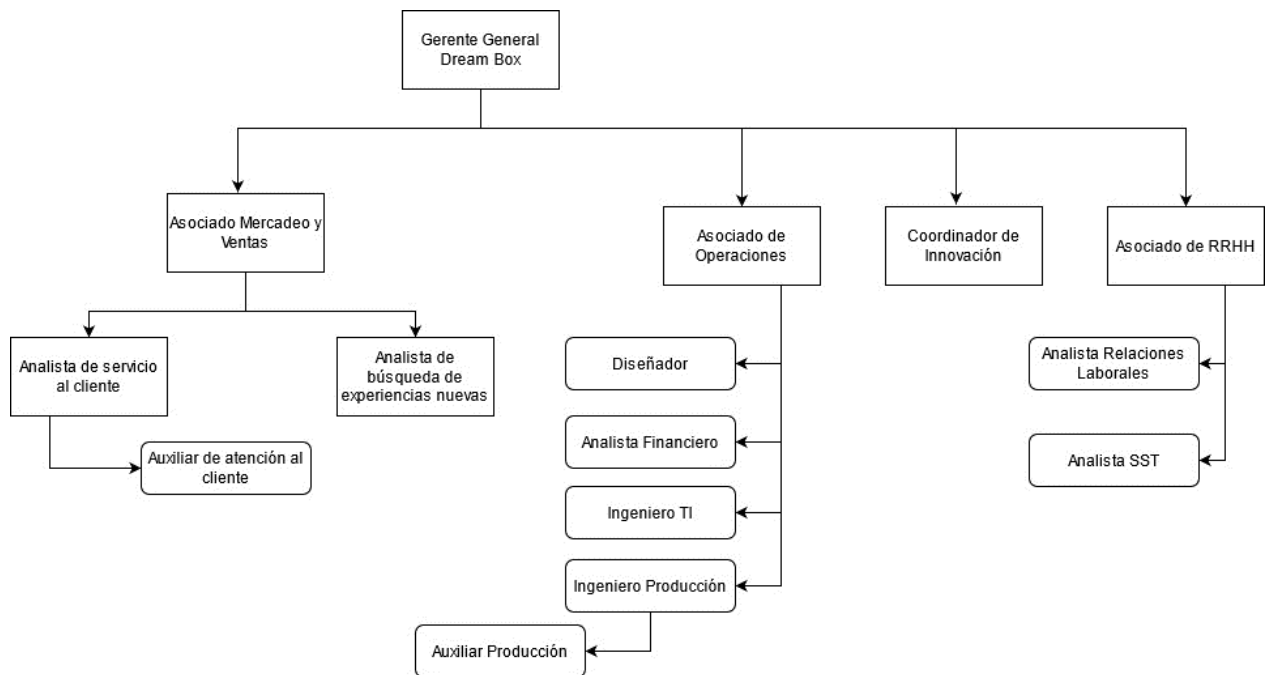 Gerente General
Dream Box
Asociado Mercadeo y
Ventas
Asociado de
Operaciones
Coordinador de
Innovación
Asociado de RRHH
Analista de servicio
al cliente
Analista de
búsqueda de
experiencias nuevas
Diseñador
Analista Relaciones
Laborales
Auxiliar de atención al
cliente
Analista Financiero
Analista SST
Ingeniero TI
Ingeniero Producción
Auxiliar Producción